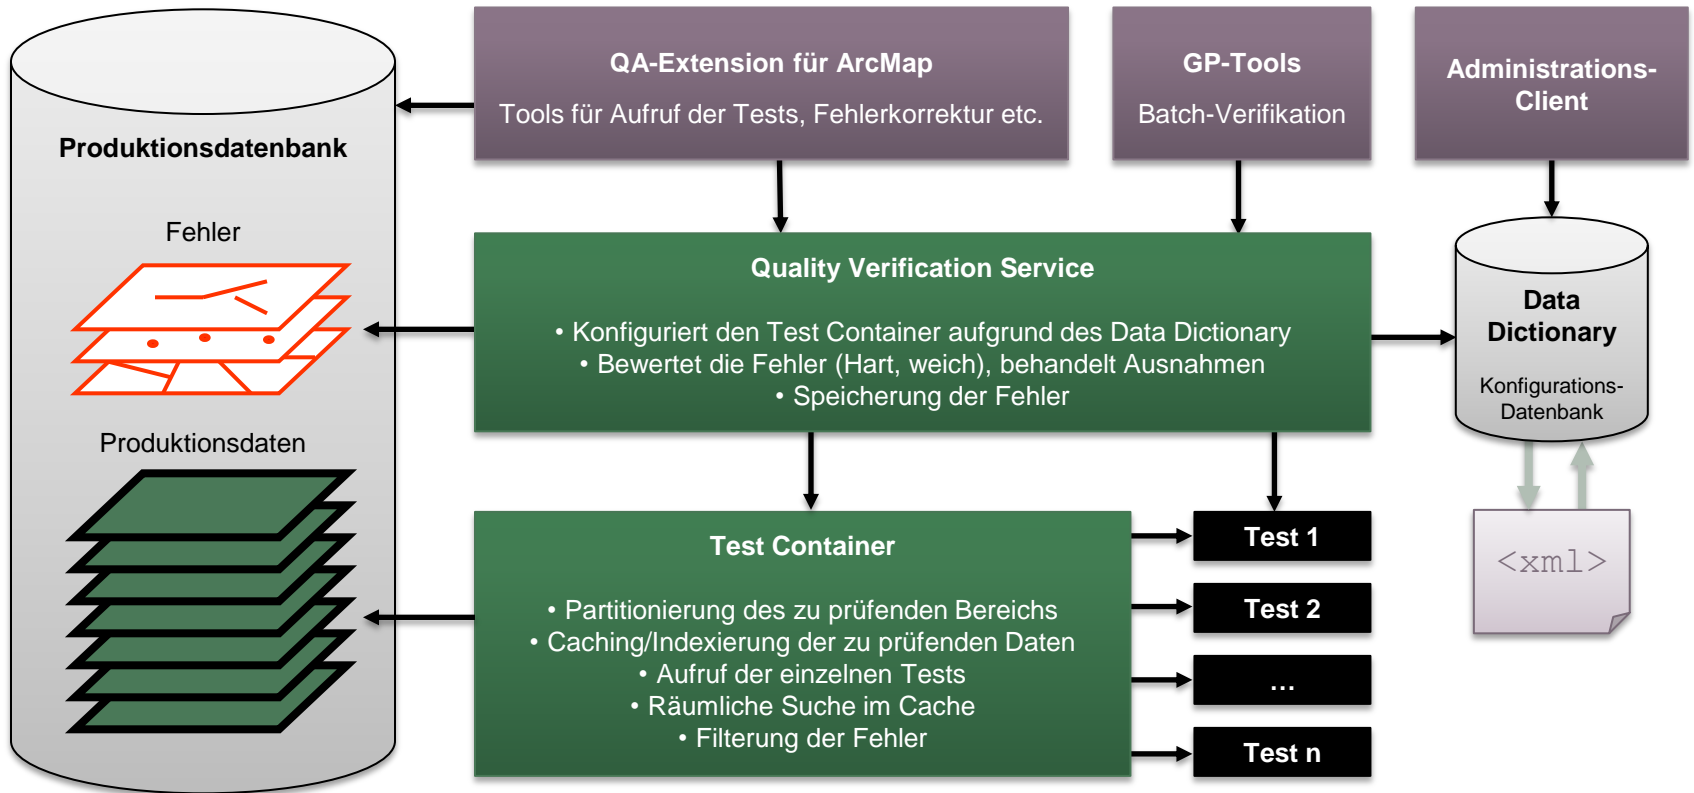 QA-Extension für ArcMap
Tools für Aufruf der Tests, Fehlerkorrektur etc.
GP-Tools
Batch-Verifikation
Administrations-
Client
Produktionsdatenbank
Fehler
Produktionsdaten
Quality Verification Service
• Konfiguriert den Test Container aufgrund des Data Dictionary
• Bewertet die Fehler (Hart, weich), behandelt Ausnahmen
• Speicherung der Fehler
Data
Dictionary
Konfigurations-
Datenbank
Test Container
• Partitionierung des zu prüfenden Bereichs
• Caching/Indexierung der zu prüfenden Daten
• Aufruf der einzelnen Tests
• Räumliche Suche im Cache
• Filterung der Fehler
Test 1
Test 2
...
Test n
<xml>